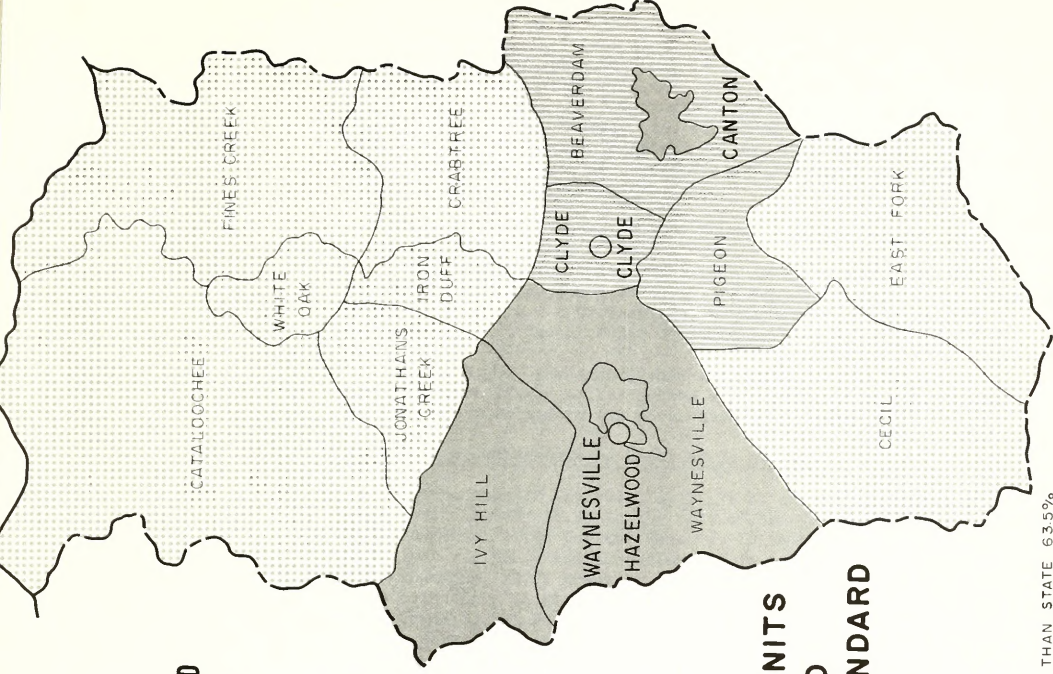 CATALOOCHEE
FINES CREEK
WHITE
OAK
JONATHANS
CREEK
IRON
DUFF
CRABTREE
BEAVERDAM
CANTON
CLYDE
CLYDE
PIGEON
IVY HILL
WAYNESVILLE
HAZELWOOD
WAYNESVILLE
EAST FORK
CECIL
D
NITS
NDARD
THAN STATE 63.5%